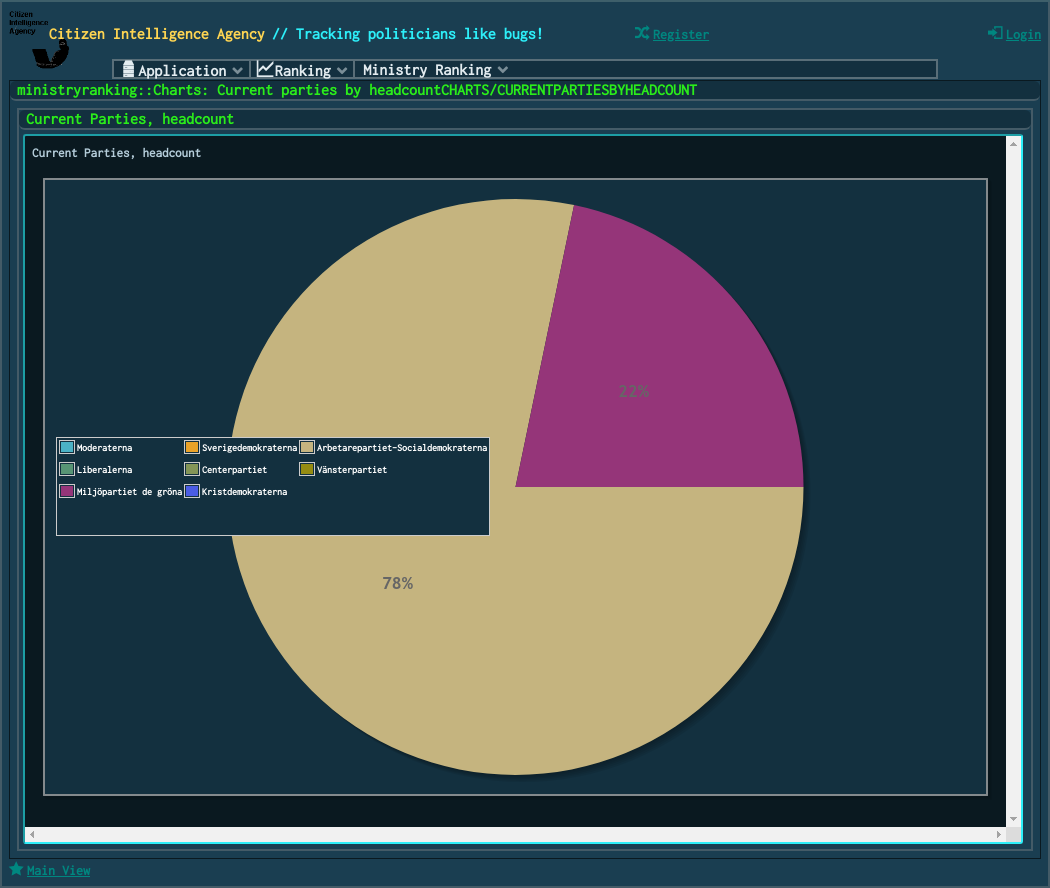 Citizen
Intelligence
Agency
Citizen Intelligence Agency // Tracking politicians like bugs!
Register
Login
Application
Ranking
Ministry Ranking
ministryranking::Charts: Current parties by headcountCHARTS/CURRENTPARTIESBYHEADCOUNT
Current Parties, headcount
Current Parties, headcount
22%
Moderaterna
Sverigedemokraterna
Arbetarepartiet-Socialdemokraterna
Liberalerna
Centerpartiet
Vänsterpartiet
Miljöpartiet de gröna
Kristdemokraterna
78%
Main View